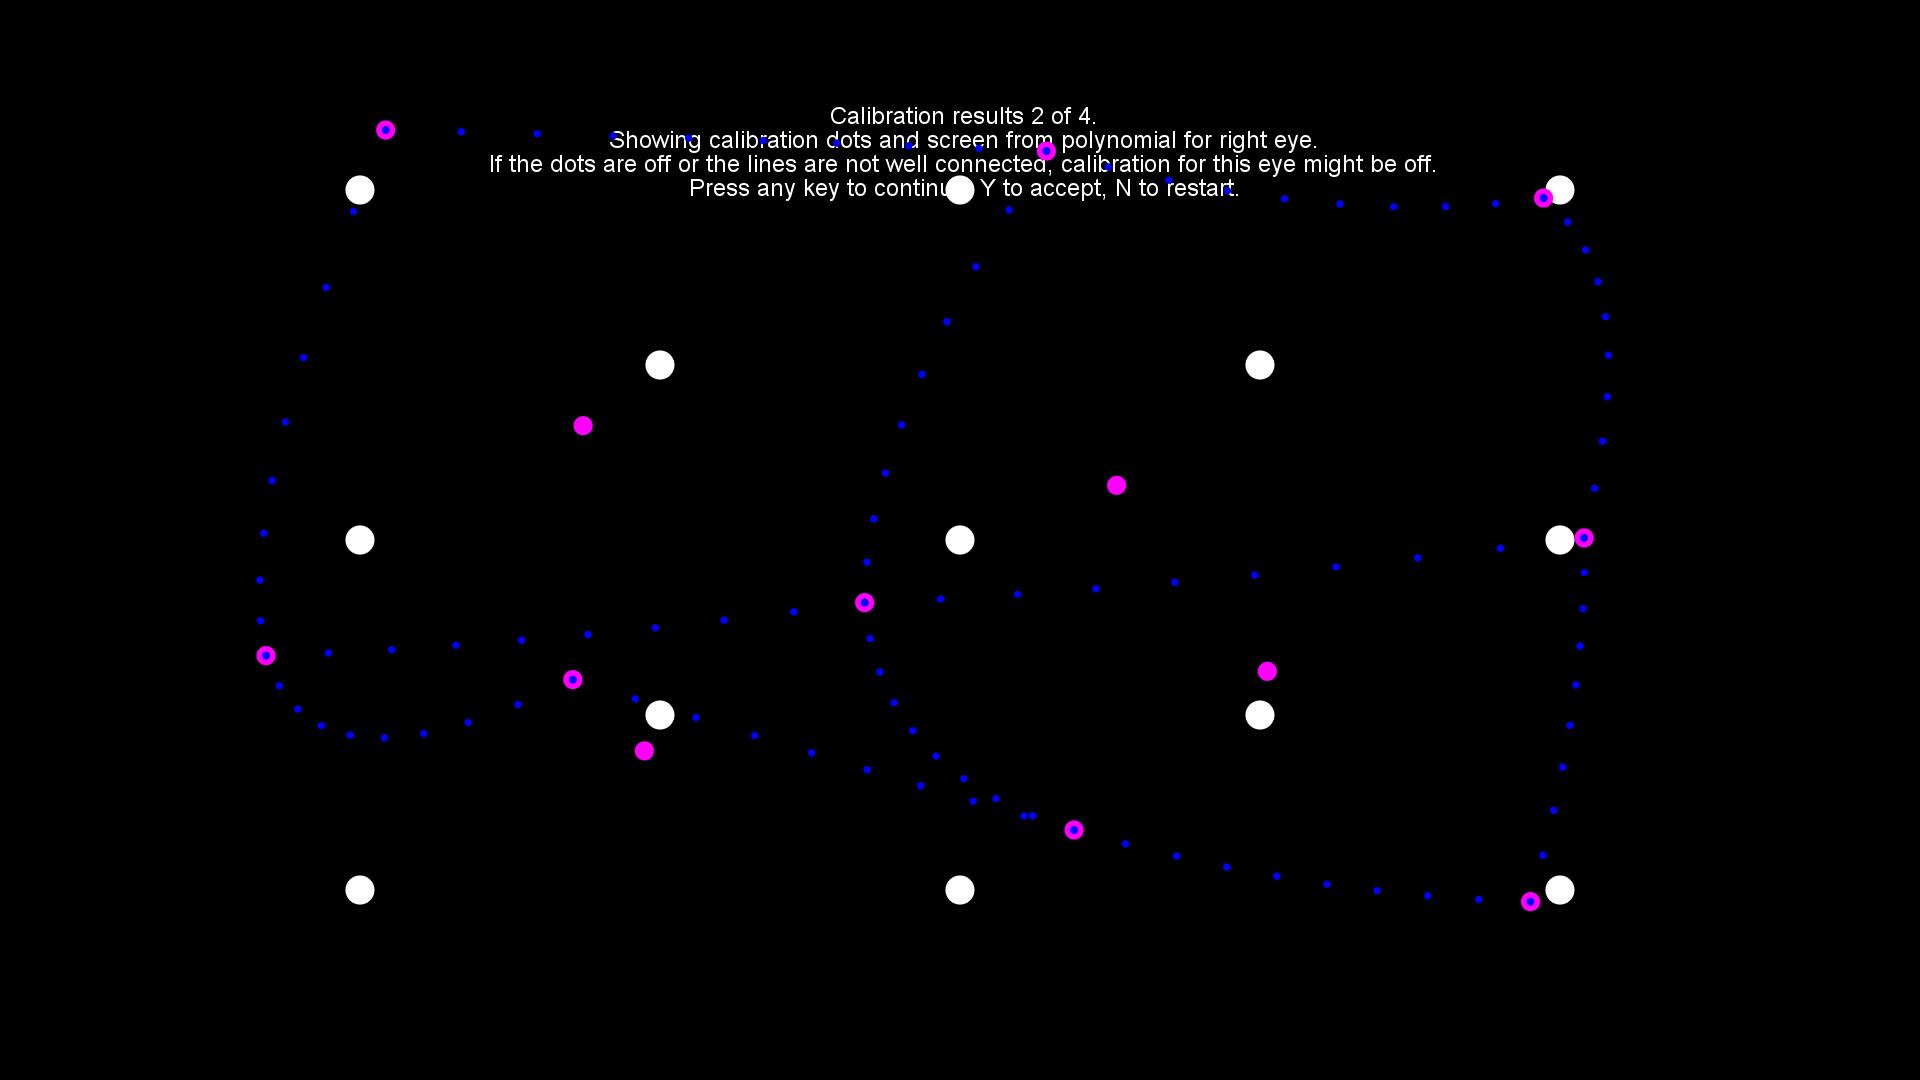 Calibration results 2 of 4.
Showing calibration dots and screen from polynomial for right eye.
If the dots are off or the lines are not well connected, calibration for this eye might be off.
Press any key to continue, Y to accept, N to restart.